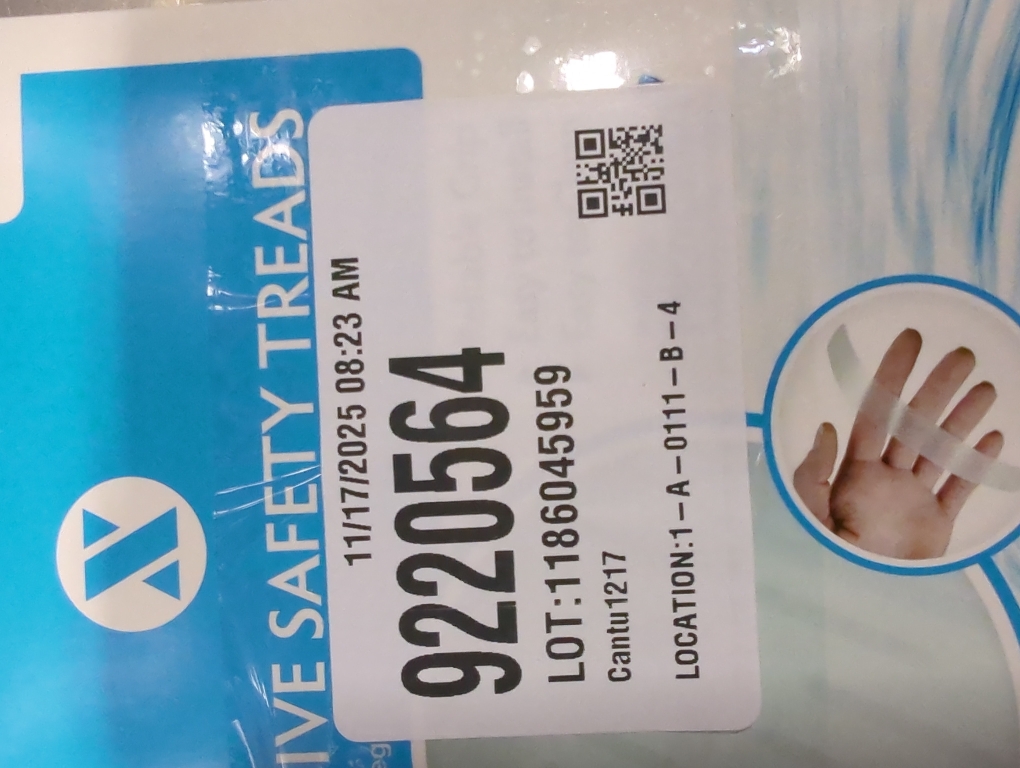 IVE SAFETY TREADS
11/17/2025 08:23 AM
9220564
LOT:1186045959
Cantu1217
LOCATION:1-A-0111-B-4